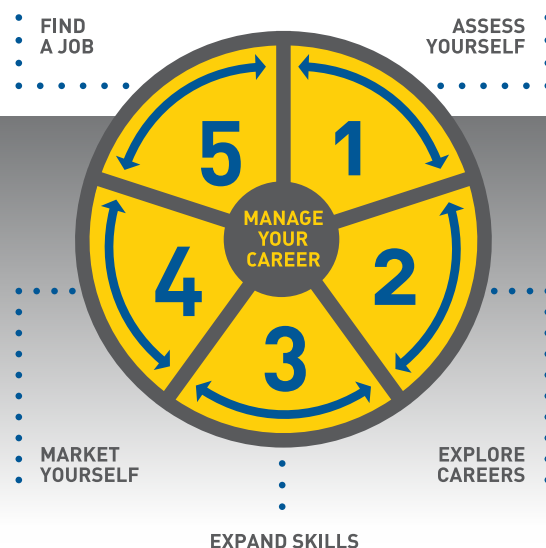 FIND
A JOB
ASSESS
YOURSELF
5
1
MANAGE
YOUR
CAREER
4
2
3
MARKET
YOURSELF
EXPLORE
CAREERS
EXPAND SKILLS